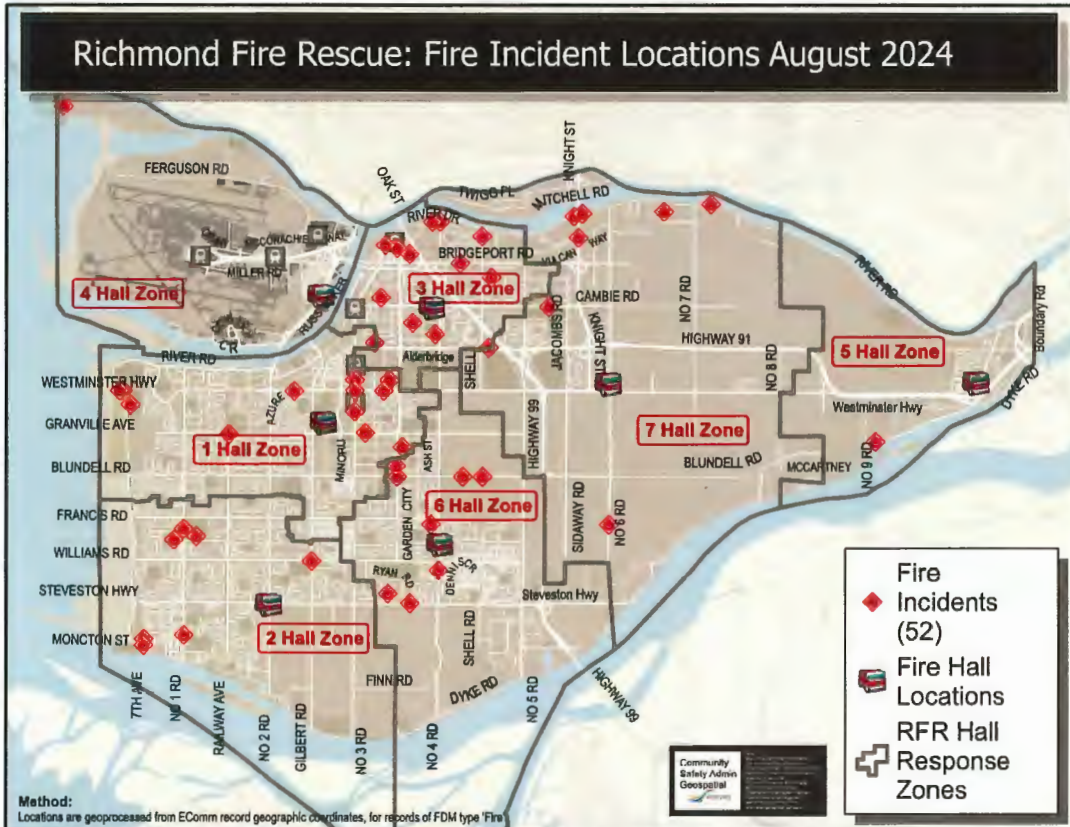 Richmond Fire Rescue: Fire Incident Locations August 2024
FERGUSON RD
OAK ST
TWIGG PL
KNIGHT ST
MITCHELL RD
RIVER DR
BRIDGEPORT RD
VULCAN WAY
MILLER RD
4 Hall Zone
3 Hall Zone
CAMBIE RD
NO 7 RD
RIVER RD
Boundary Rd
RIVER RD
Alderbridge
SHELL
JACOMBS RD
KNIGHT ST
HIGHWAY 91
NO 8 RD
5 Hall Zone
DYKE RD
WESTMINSTER HWY
AZURE
Westminster Hwy
GRANVILLE AVE
1 Hall Zone
MINORU
ASH ST
HIGHWAY 99
7 Hall Zone
BLUNDELL RD
BLUNDELL RD
MCCARTNEY
NO 9 RD
6 Hall Zone
GARDEN CITY
FRANCIS RD
SIDAWAY RD
NO 6 RD
WILLIAMS RD
RYAN RD
DENNIS CR
STEVESTON HWY
Steveston Hwy
2 Hall Zone
SHELL RD
MONCTON ST
FINN RD
DYKE RD
HIGHWAY 99
7TH AVE
NO 1 RD
RAILWAY AVE
NO 2 RD
GILBERT RD
NO 3 RD
NO 4 RD
NO 5 RD
Fire
Incidents
(52)
Fire Hall
Locations
RFR Hall
Response
Zones
Community
Safety Admin
Geospatial
Method:
Locations are geoprocessed from EComm record geographic coordinates, for records of FDM type 'Fire'